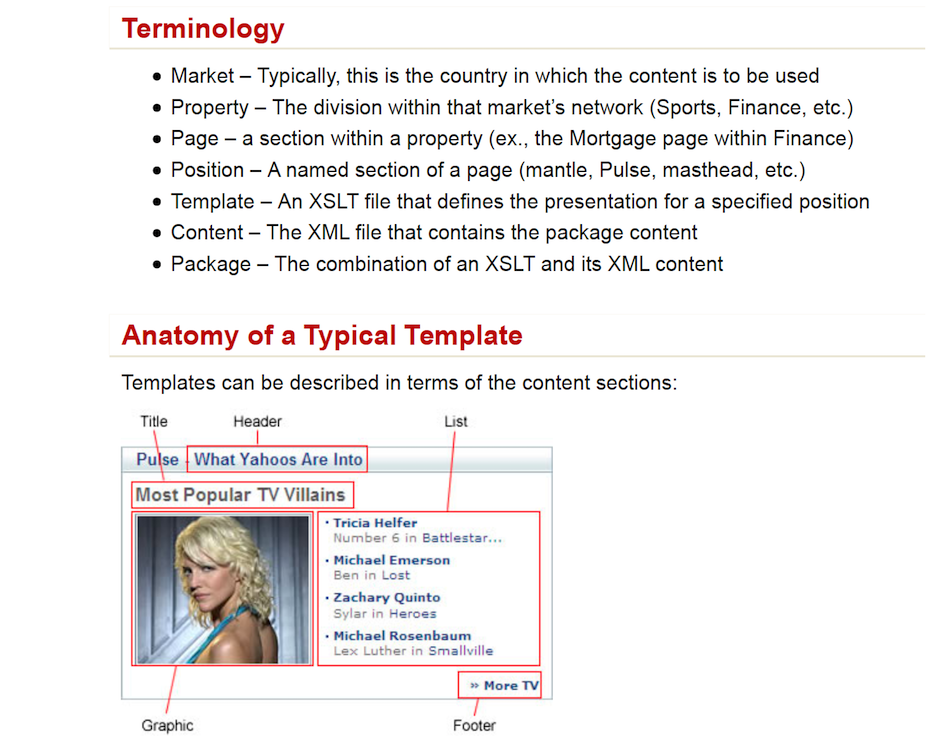 Terminology
• Market – Typically, this is the country in which the content is to be used
• Property – The division within that market’s network (Sports, Finance, etc.)
• Page – a section within a property (ex., the Mortgage page within Finance)
• Position – A named section of a page (mantle, Pulse, masthead, etc.)
• Template – An XSLT file that defines the presentation for a specified position
• Content – The XML file that contains the package content
• Package – The combination of an XSLT and its XML content
Anatomy of a Typical Template
Templates can be described in terms of the content sections:
Title Header List
Pulse - What Yahoos Are Into
Most Popular TV Villains
· Tricia Helfer
Number 6 in Battlestar...
· Michael Emerson
Ben in Lost
· Zachary Quinto
Sylar in Heroes
· Michael Rosenbaum
Lex Luther in Smallville
» More TV
Graphic Footer